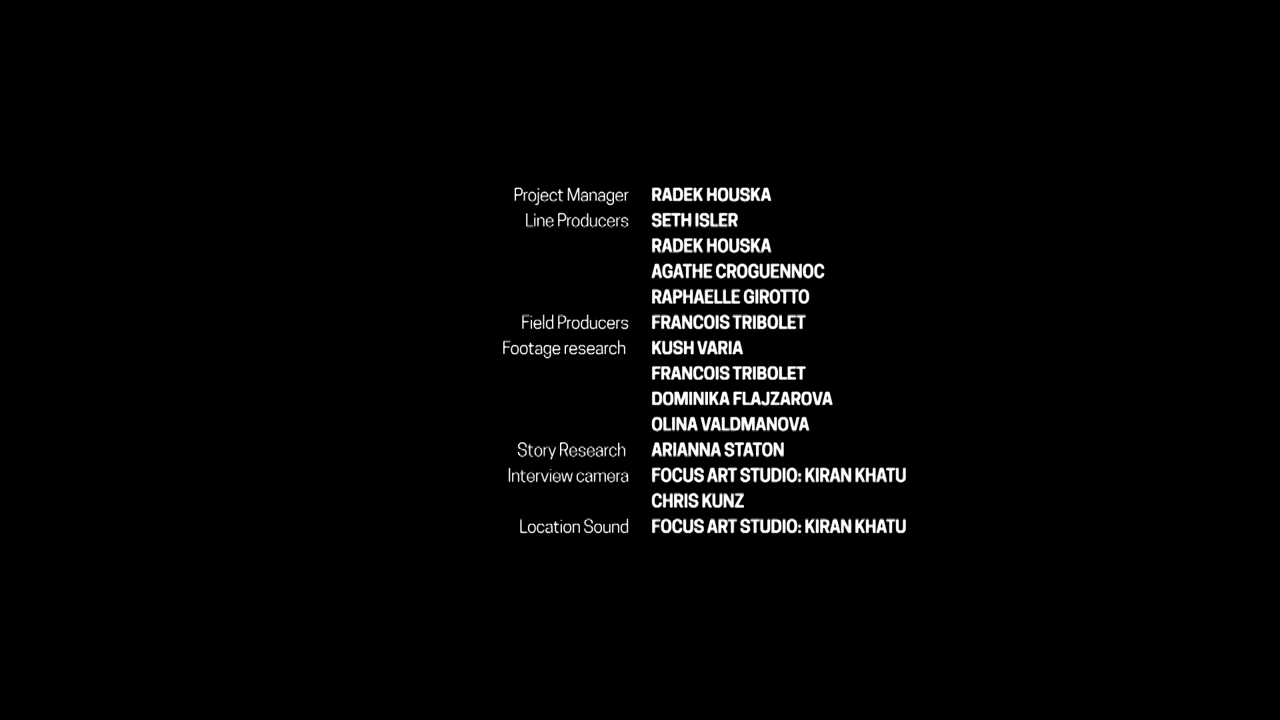 Project Manager RADEK HOUSKA
Line Producers SETH ISLER
RADEK HOUSKA
AGATHE CROGUENNOC
RAPHAELLE GIROTTO
Field Producers FRANCOIS TRIBOLET
Footage research KUSH VARIA
FRANCOIS TRIBOLET
DOMINIKA FLAJZAROVA
OLINA VALDMANOVA
Story Research ARIANNA STATON
Interview camera FOCUS ART STUDIO: KIRAN KHATU
CHRIS KUNZ
Location Sound FOCUS ART STUDIO: KIRAN KHATU